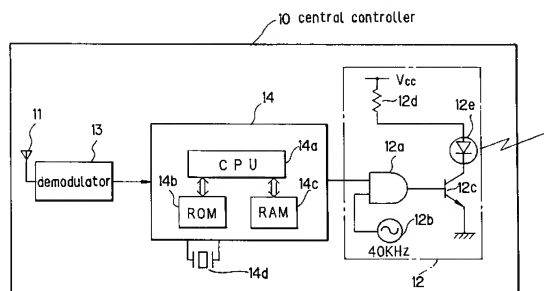 10 central controller
11
13
demodulator
14
CPU
14a
14b
ROM
14c
RAM
14d
Vcc
12d
12e
12a
12c
12b
40KHz
12